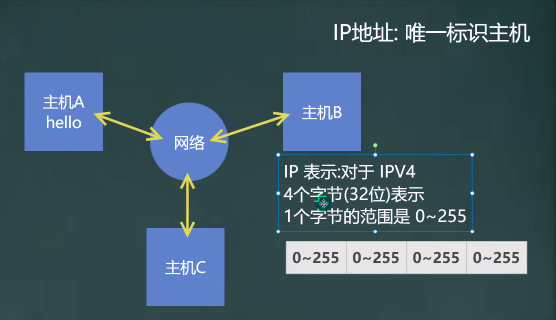 IP地址: 唯一标识主机
主机A
hello
网络
主机B
IP 表示:对于 IPV4
4个字节(32位)表示
1个字节的范围是 0~255
0~255 0~255 0~255 0~255
主机C